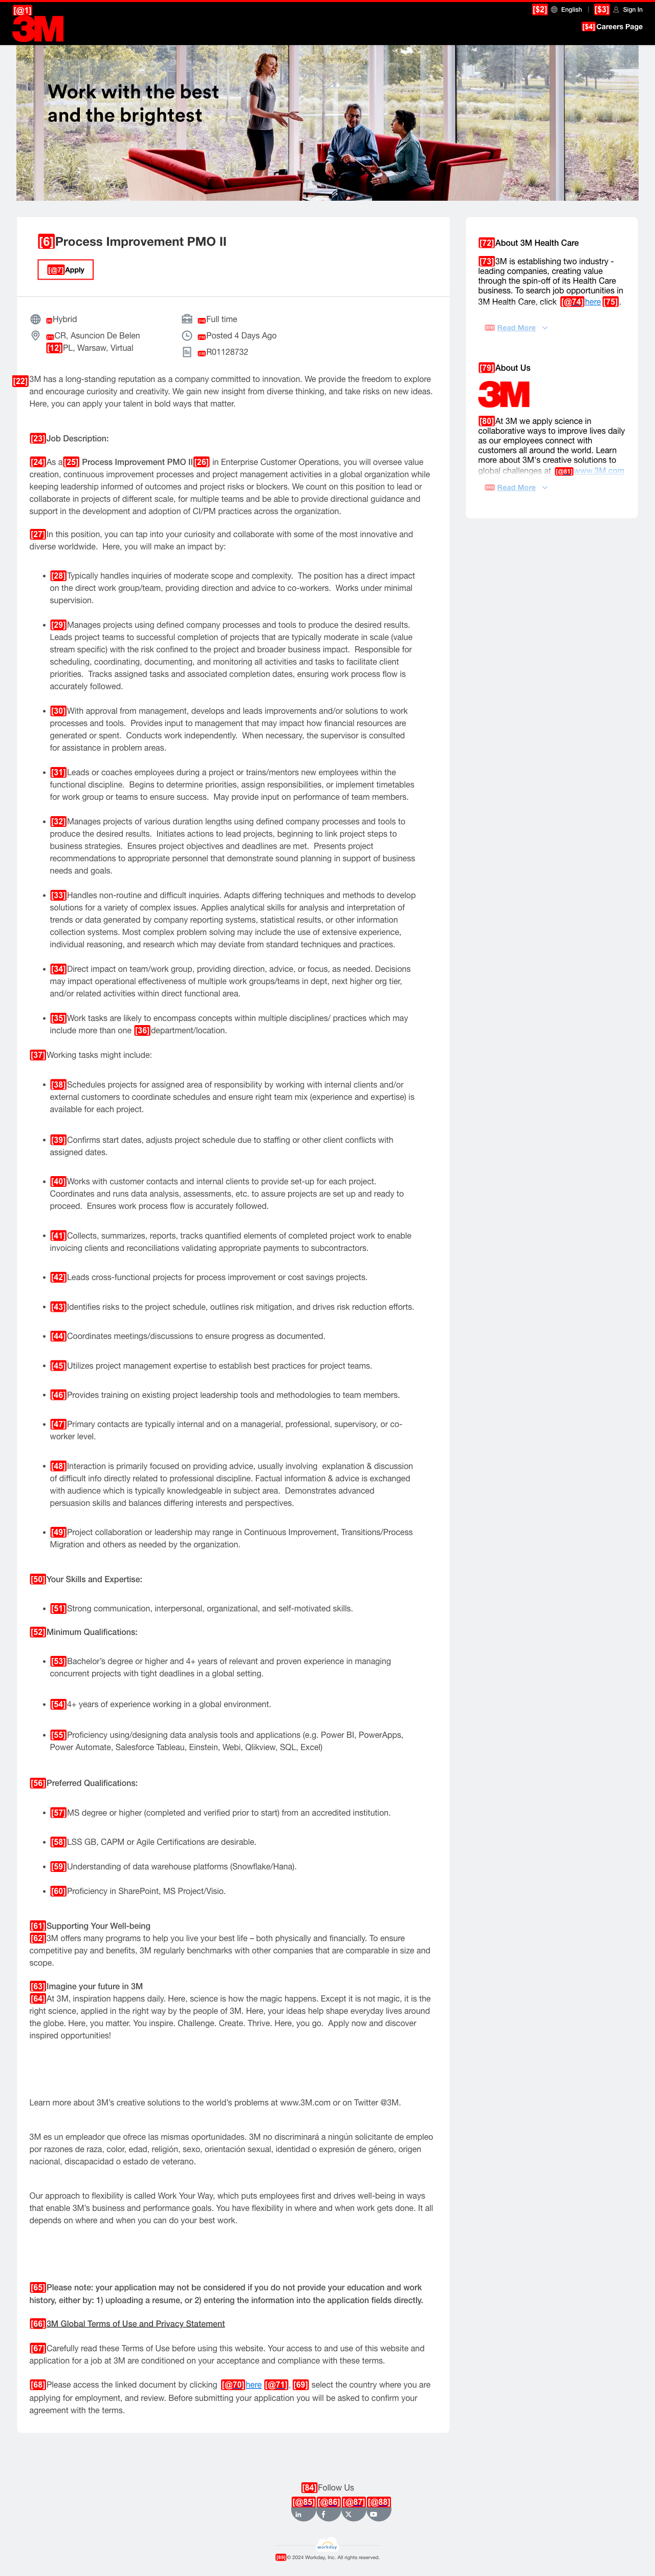 [@1]
3M
[$2] English
[$3] Sign In
[$4] Careers Page
Work with the best
and the brightest
[6]Process Improvement PMO II
[@7]Apply
Hybrid
CR, Asuncion De Belen
[12]PL, Warsaw, Virtual
Full time
Posted 4 Days Ago
R01128732
[22]3M has a long-standing reputation as a company committed to innovation. We provide the freedom to explore
and encourage curiosity and creativity. We gain new insight from diverse thinking, and take risks on new ideas.
Here, you can apply your talent in bold ways that matter.
[23]Job Description:
[24]As a[25] Process Improvement PMO II[26] in Enterprise Customer Operations, you will oversee value
creation, continuous improvement processes and project management activities in a global organization while
keeping leadership informed of outcomes and project risks or blockers. We count on this position to lead or
collaborate in projects of different scale, for multiple teams and be able to provide directional guidance and
support in the development and adoption of CI/PM practices across the organization.
[27]In this position, you can tap into your curiosity and collaborate with some of the most innovative and
diverse worldwide. Here, you will make an impact by:
• [28]Typically handles inquiries of moderate scope and complexity. The position has a direct impact
on the direct work group/team, providing direction and advice to co-workers. Works under minimal
supervision.
• [29]Manages projects using defined company processes and tools to produce the desired results.
Leads project teams to successful completion of projects that are typically moderate in scale (value
stream specific) with the risk confined to the project and broader business impact. Responsible for
scheduling, coordinating, documenting, and monitoring all activities and tasks to facilitate client
priorities. Tracks assigned tasks and associated completion dates, ensuring work process flow is
accurately followed.
• [30]With approval from management, develops and leads improvements and/or solutions to work
processes and tools. Provides input to management that may impact how financial resources are
generated or spent. Conducts work independently. When necessary, the supervisor is consulted
for assistance in problem areas.
• [31]Leads or coaches employees during a project or trains/mentors new employees within the
functional discipline. Begins to determine priorities, assign responsibilities, or implement timetables
for work group or teams to ensure success. May provide input on performance of team members.
• [32]Manages projects of various duration lengths using defined company processes and tools to
produce the desired results. Initiates actions to lead projects, beginning to link project steps to
business strategies. Ensures project objectives and deadlines are met. Presents project
recommendations to appropriate personnel that demonstrate sound planning in support of business
needs and goals.
• [33]Handles non-routine and difficult inquiries. Adapts differing techniques and methods to develop
solutions for a variety of complex issues. Applies analytical skills for analysis and interpretation of
trends or data generated by company reporting systems, statistical results, or other information
collection systems. Most complex problem solving may include the use of extensive experience,
individual reasoning, and research which may deviate from standard techniques and practices.
• [34]Direct impact on team/work group, providing direction, advice, or focus, as needed. Decisions
may impact operational effectiveness of multiple work groups/teams in dept, next higher org tier,
and/or related activities within direct functional area.
• [35]Work tasks are likely to encompass concepts within multiple disciplines/ practices which may
include more than one [36]department/location.
[37]Working tasks might include:
• [38]Schedules projects for assigned area of responsibility by working with internal clients and/or
external customers to coordinate schedules and ensure right team mix (experience and expertise) is
available for each project.
• [39]Confirms start dates, adjusts project schedule due to staffing or other client conflicts with
assigned dates.
• [40]Works with customer contacts and internal clients to provide set-up for each project.
Coordinates and runs data analysis, assessments, etc. to assure projects are set up and ready to
proceed. Ensures work process flow is accurately followed.
• [41]Collects, summarizes, reports, tracks quantified elements of completed project work to enable
invoicing clients and reconciliations validating appropriate payments to subcontractors.
• [42]Leads cross-functional projects for process improvement or cost savings projects.
• [43]Identifies risks to the project schedule, outlines risk mitigation, and drives risk reduction efforts.
• [44]Coordinates meetings/discussions to ensure progress as documented.
• [45]Utilizes project management expertise to establish best practices for project teams.
• [46]Provides training on existing project leadership tools and methodologies to team members.
• [47]Primary contacts are typically internal and on a managerial, professional, supervisory, or co-
worker level.
• [48]Interaction is primarily focused on providing advice, usually involving explanation & discussion
of difficult info directly related to professional discipline. Factual information & advice is exchanged
with audience which is typically knowledgeable in subject area. Demonstrates advanced
persuasion skills and balances differing interests and perspectives.
• [49]Project collaboration or leadership may range in Continuous Improvement, Transitions/Process
Migration and others as needed by the organization.
[50]Your Skills and Expertise:
• [51]Strong communication, interpersonal, organizational, and self-motivated skills.
[52]Minimum Qualifications:
• [53]Bachelor's degree or higher and 4+ years of relevant and proven experience in managing
concurrent projects with tight deadlines in a global setting.
• [54]4+ years of experience working in a global environment.
• [55]Proficiency using/designing data analysis tools and applications (e.g. Power BI, PowerApps,
Power Automate, Salesforce Tableau, Einstein, Webi, Qlikview, SQL, Excel)
[56]Preferred Qualifications:
• [57]MS degree or higher (completed and verified prior to start) from an accredited institution.
• [58]LSS GB, CAPM or Agile Certifications are desirable.
• [59]Understanding of data warehouse platforms (Snowflake/Hana).
• [60]Proficiency in SharePoint, MS Project/Visio.
[61]Supporting Your Well-being
[62]3M offers many programs to help you live your best life – both physically and financially. To ensure
competitive pay and benefits, 3M regularly benchmarks with other companies that are comparable in size and
scope.
[63]Imagine your future in 3M
[64]At 3M, inspiration happens daily. Here, science is how the magic happens. Except it is not magic, it is the
right science, applied in the right way by the people of 3M. Here, your ideas help shape everyday lives around
the globe. Here, you matter. You inspire. Challenge. Create. Thrive. Here, you go. Apply now and discover
inspired opportunities!
Learn more about 3M's creative solutions to the world's problems at www.3M.com or on Twitter @3M.
3M es un empleador que ofrece las mismas oportunidades. 3M no discriminará a ningún solicitante de empleo
por razones de raza, color, edad, religión, sexo, orientación sexual, identidad o expresión de género, origen
nacional, discapacidad o estado de veterano.
Our approach to flexibility is called Work Your Way, which puts employees first and drives well-being in ways
that enable 3M's business and performance goals. You have flexibility in where and when work gets done. It all
depends on where and when you can do your best work.
[65]Please note: your application may not be considered if you do not provide your education and work
history, either by: 1) uploading a resume, or 2) entering the information into the application fields directly.
[66]3M Global Terms of Use and Privacy Statement
[67]Carefully read these Terms of Use before using this website. Your access to and use of this website and
application for a job at 3M are conditioned on your acceptance and compliance with these terms.
[68]Please access the linked document by clicking [@70]here [@71], [69] select the country where you are
applying for employment, and review. Before submitting your application you will be asked to confirm your
agreement with the terms.
[72]About 3M Health Care
[73]3M is establishing two industry -
leading companies, creating value
through the spin-off of its Health Care
business. To search job opportunities in
3M Health Care, click [@74]here [75].
Read More
[79]About Us
3M
[80]At 3M we apply science in
collaborative ways to improve lives daily
as our employees connect with
customers all around the world. Learn
more about 3M's creative solutions to
global challenges at [@81]www.3M.com
Read More
[84]Follow Us
[@85] [@86] [@87] [@88]
workday
© 2024 Workday, Inc. All rights reserved.